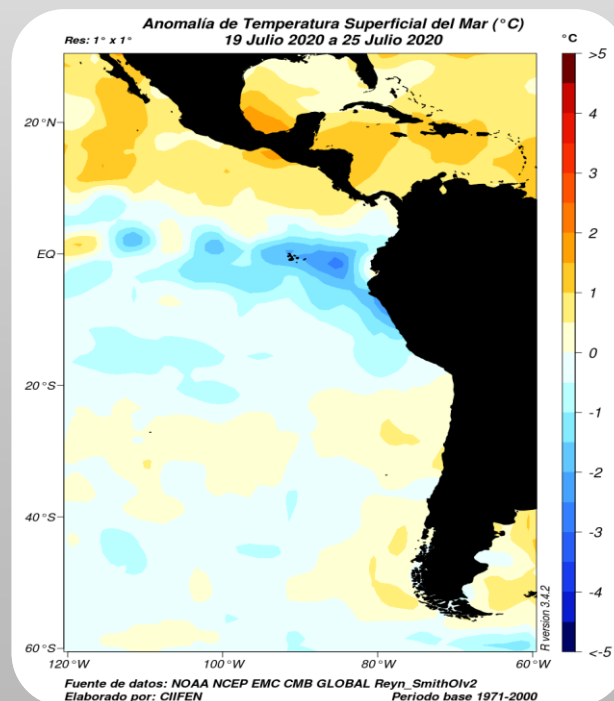 Anomalía de Temperatura Superficial del Mar (°C)
Res: 1° x 1°
19 Julio 2020 a 25 Julio 2020
°C
>5
4
3
2
1
0
-1
-2
-3
-4
<-5
20°N
EQ
20°S
40°S
60°S
120°W
100°W
80°W
60°W
R version 3.4.2
Fuente de datos: NOAA NCEP EMC CMB GLOBAL Reyn_SmithOIv2
Elaborado por: CIIFEN
Periodo base 1971-2000